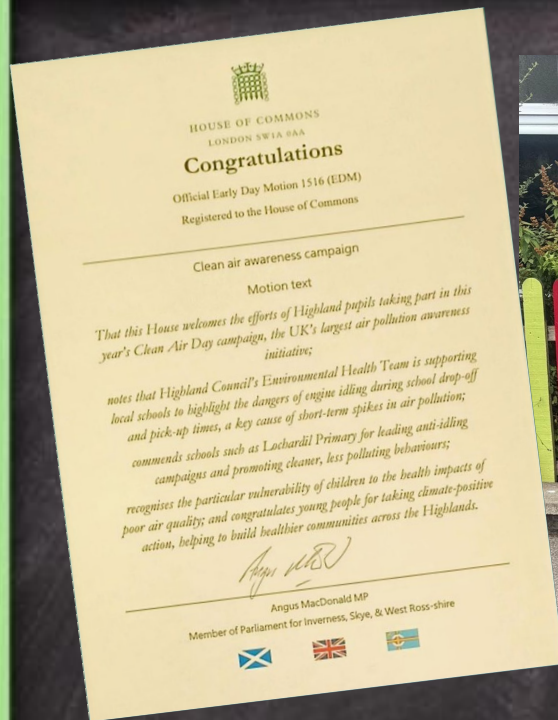 HOUSE OF COMMONS
LONDON SW1A 0AA
Congratulations
Official Early Day Motion 1516 (EDM)
Registered to the House of Commons
Clean air awareness campaign
Motion text
That this House welcomes the efforts of Highland pupils taking part in this
year's Clean Air Day campaign, the UK's largest air pollution awareness
initiative;
notes that Highland Council's Environmental Health Team is supporting
local schools to highlight the dangers of engine idling during school drop-off
and pick-up times, a key cause of short-term spikes in air pollution;
commends schools such as Lochardil Primary for leading anti-idling
campaigns and promoting cleaner, less polluting behaviours;
recognises the particular vulnerability of children to the health impacts of
poor air quality; and congratulates young people for taking climate-positive
action, helping to build healthier communities across the Highlands.
Angus MacDonald MP
Member of Parliament for Inverness, Skye, & West Ross-shire